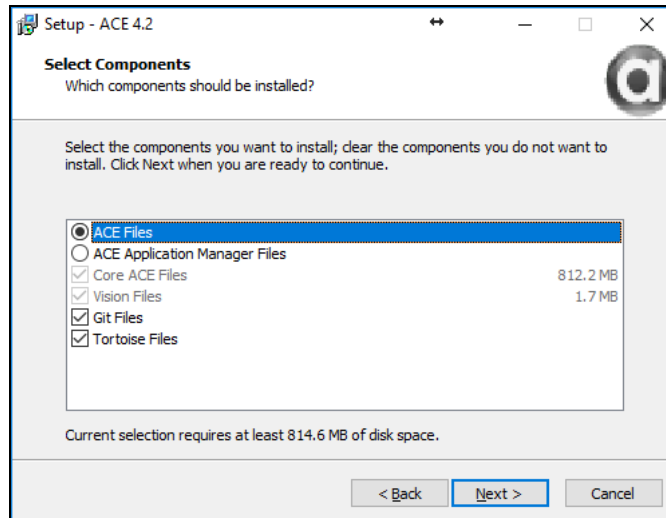 Setup - ACE 4.2
Select Components
Which components should be installed?
a
Select the components you want to install; clear the components you do not want to
install. Click Next when you are ready to continue.
ACE Files
ACE Application Manager Files
Core ACE Files 812.2 MB
Vision Files 1.7 MB
Git Files
Tortoise Files
Current selection requires at least 814.6 MB of disk space.
< Back Next > Cancel